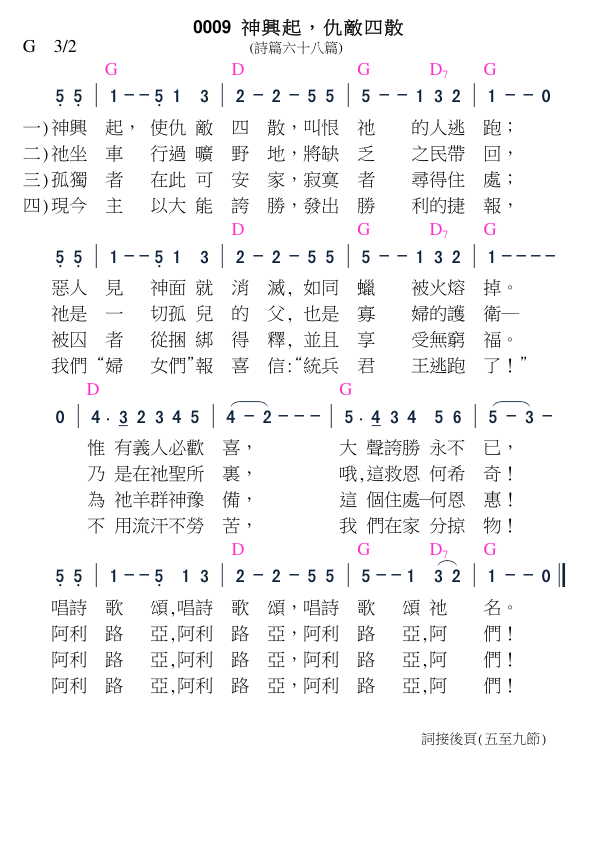 0009 神興起，仇敵四散
G 3/2 (詩篇六十八篇)
G D G D7 G
5̣ 5̣ | 1 − − 5̣ 1 3 | 2 − 2 − 5 5 | 5 − − 1 3 2 | 1 − − 0
一)神興 起， 使仇 敵 四 散，叫恨 祂 的人逃 跑；
二)祂坐 車 行過 曠 野 地，將缺 乏 之民帶 回，
三)孤獨 者 在此 可 安 家，寂寞 者 尋得住 處；
四)現今 主 以大 能 誇 勝，發出 勝 利的捷 報，
D G D7 G
5̣ 5̣ | 1 − − 5̣ 1 3 | 2 − 2 − 5 5 | 5 − − 1 3 2 | 1 − − − −
惡人 見 神面 就 消 滅，如同 蠟 被火熔 掉。
祂是 一 切孤 兒 的 父，也是 寡 婦的護 衛─
被囚 者 從捆 綁 得 釋，並且 享 受無窮 福。
我們 “婦 女們”報 喜 信：“統兵 君 王逃跑 了！”
D G
0 | 4 . 3 2 3 4 5 | 4 − 2 − − − | 5 . 4 3 4 5 6 | 5 − 3 −
惟 有義人必歡 喜， 大 聲誇勝 永不 已，
乃 是在祂聖所 裏， 哦，這救恩 何希 奇！
為 祂羊群神豫 備， 這 個住處─何恩 惠！
不 用流汗不勞 苦， 我 們在家 分掠 物！
D G D7 G
5̣ 5̣ | 1 − − 5̣ 1 3 | 2 − 2 − 5 5 | 5 − − 1 3 2 | 1 − − 0 ‖
唱詩 歌 頌，唱詩 歌 頌，唱詩 歌 頌 祂 名。
阿利 路 亞，阿利 路 亞，阿利 路 亞，阿 們！
阿利 路 亞，阿利 路 亞，阿利 路 亞，阿 們！
阿利 路 亞，阿利 路 亞，阿利 路 亞，阿 們！
詞接後頁(五至九節)